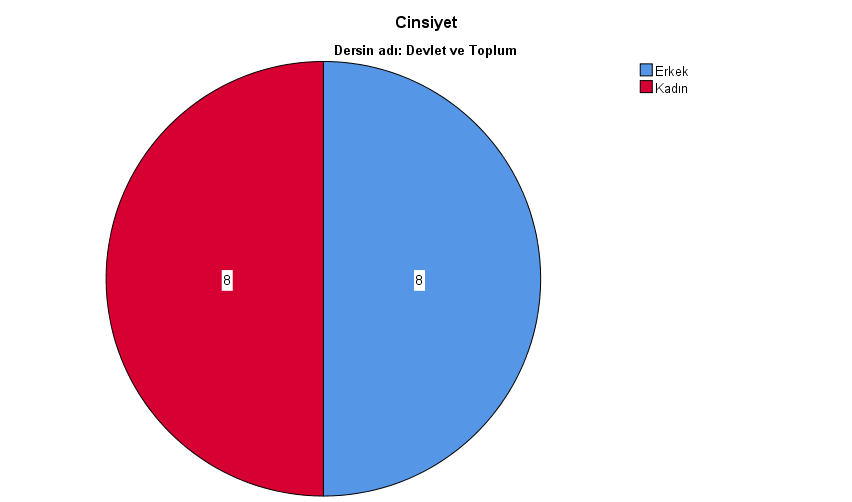 Cinsiyet
Dersin adı: Devlet ve Toplum
Erkek
Kadın
8
8